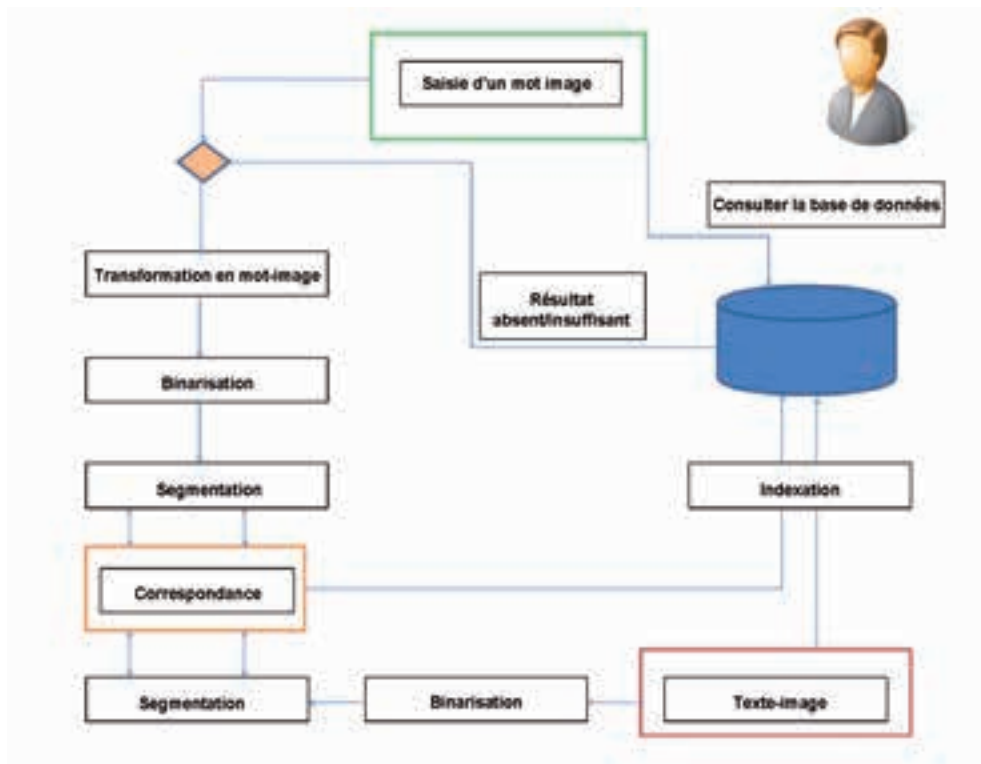 Saisie d'un mot image
Consulter la base de données
Transformation en mot-image
Résultat
absent/insuffisant
Binarisation
Segmentation
Indexation
Correspondance
Segmentation
Binarisation
Texte-image